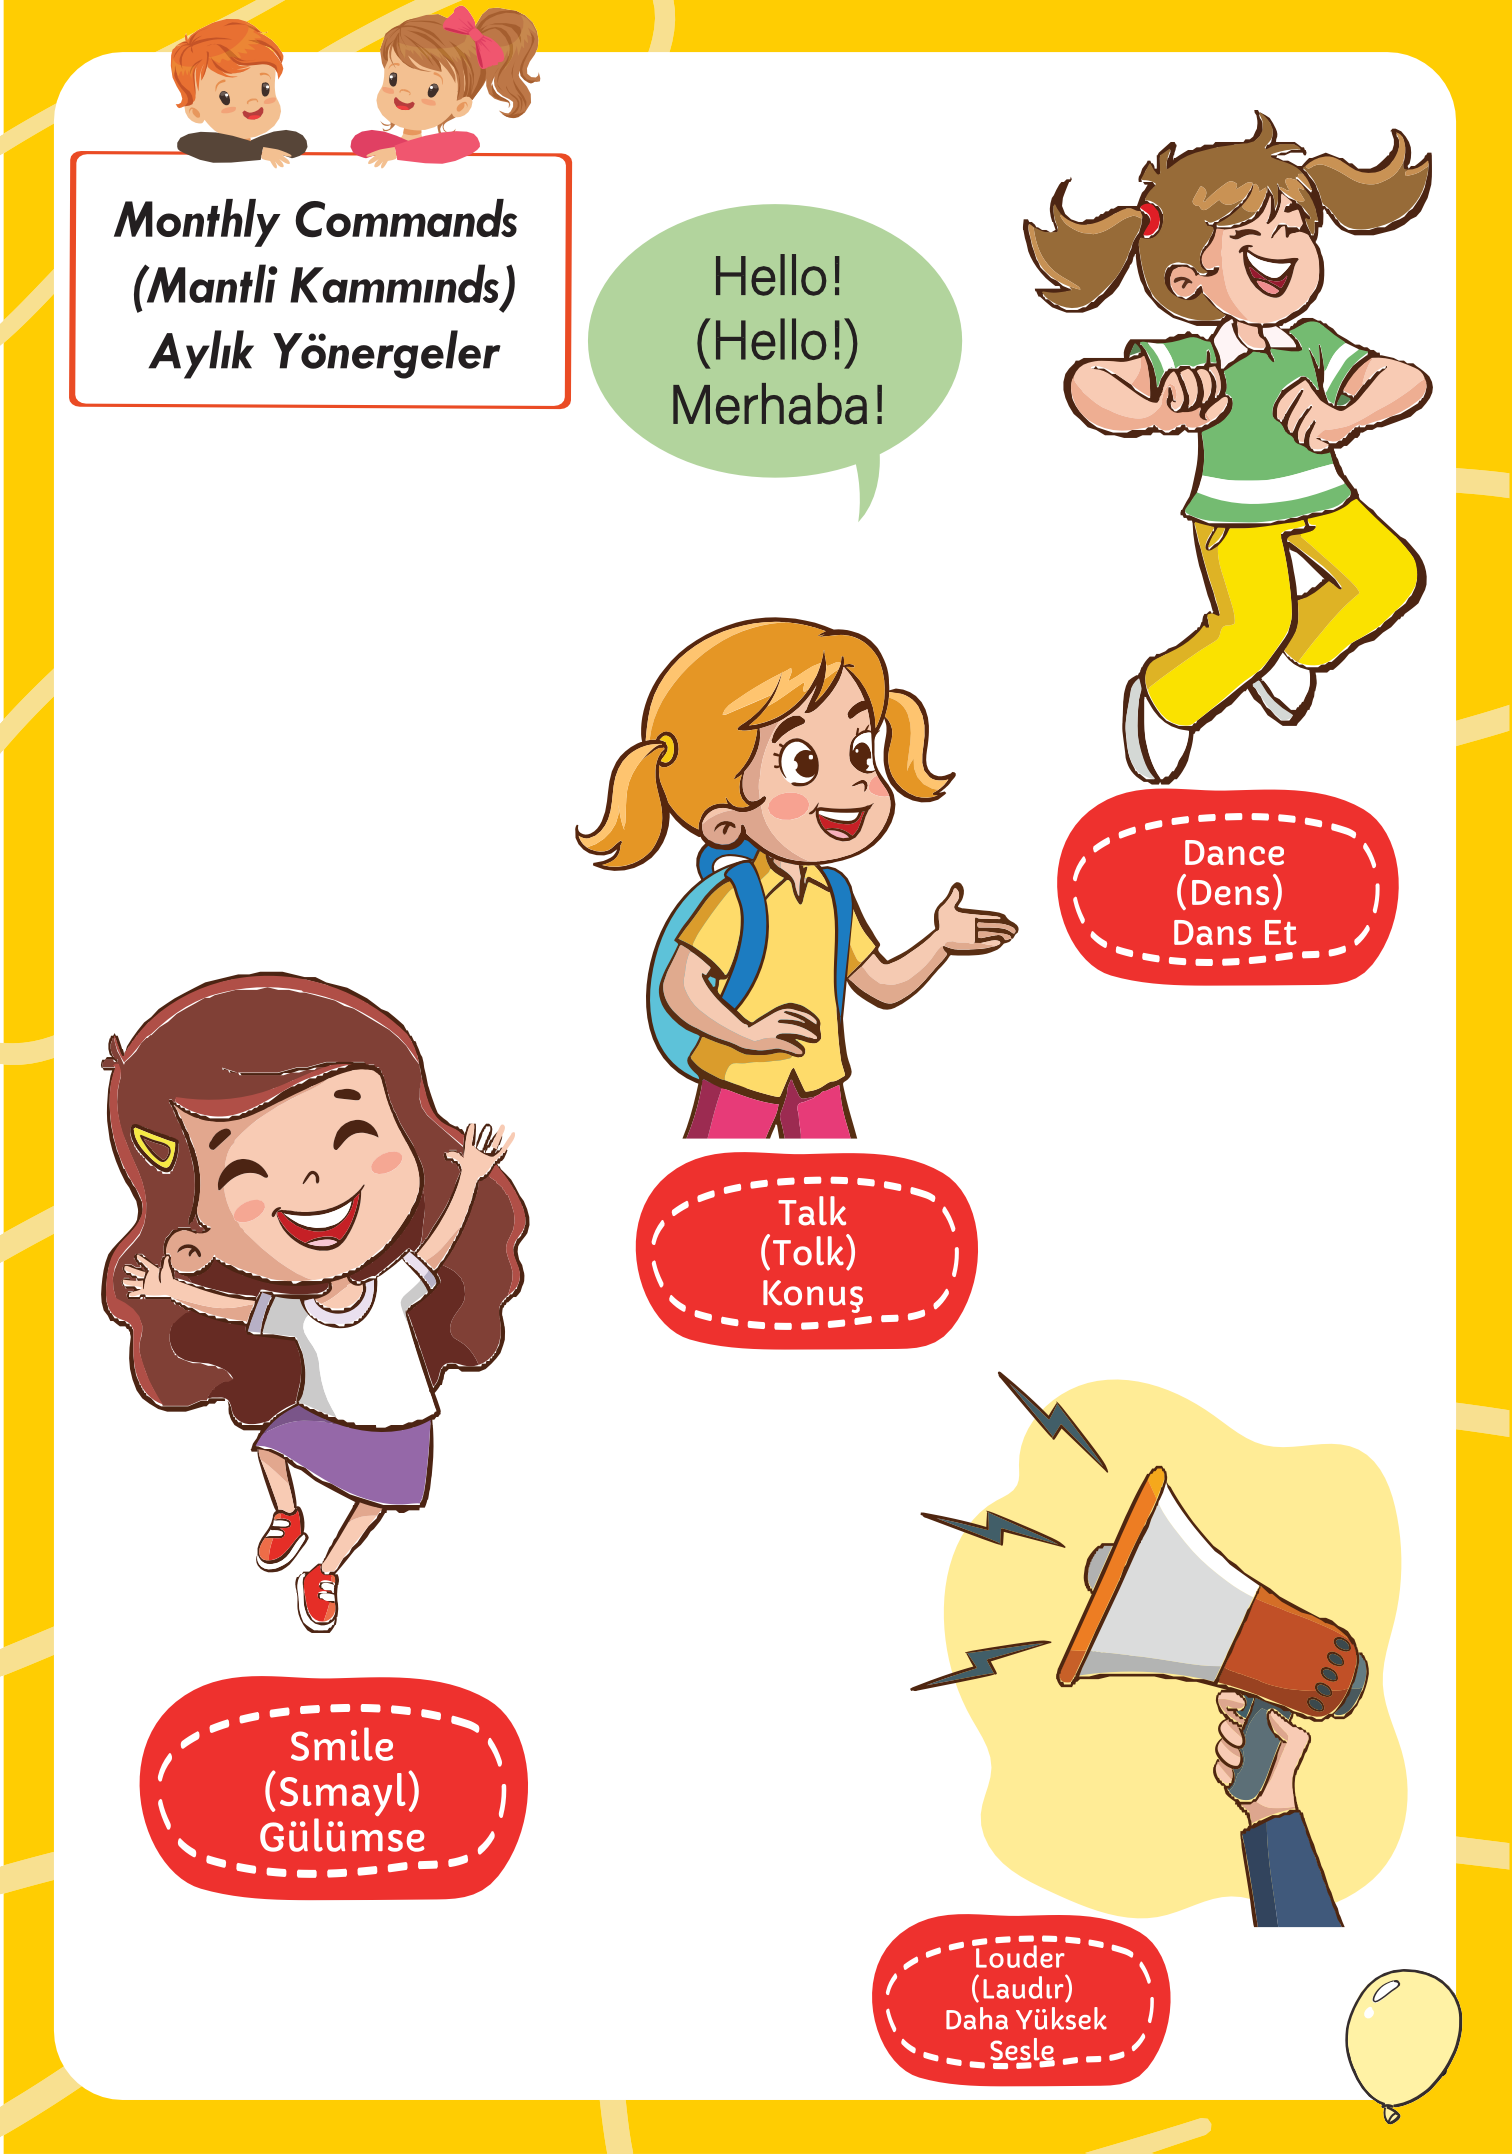 Monthly Commands
(Mantli Kammınds)
Aylık Yönergeler
Hello!
(Hello!)
Merhaba!
Dance
(Dens)
Dans Et
Talk
(Tolk)
Konuş
Smile
(Sımayl)
Gülümse
Louder
(Laudır)
Daha Yüksek
Sesle